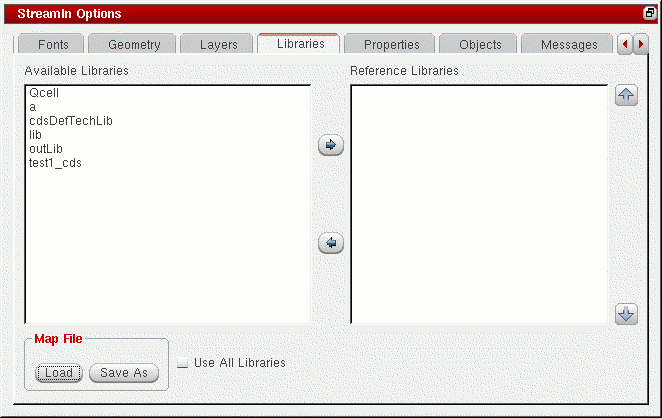 StreamIn Options
Fonts Geometry Layers Libraries Properties Objects Messages
Available Libraries Reference Libraries
Qcell
a
cdsDefTechLib
lib
outLib
test1_cds
Map File
Load Save As Use All Libraries